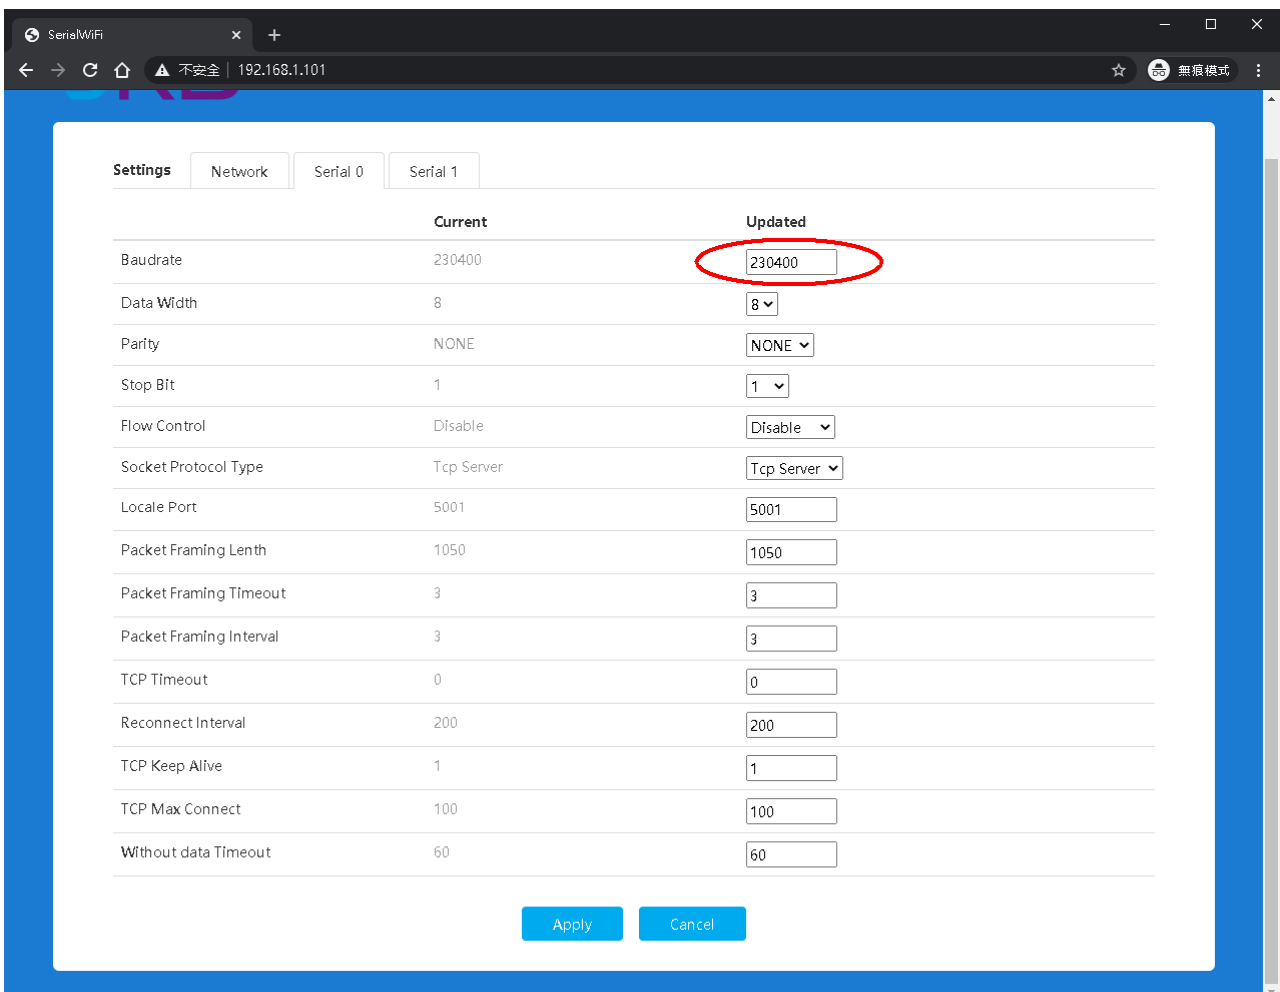 SerialWiFi
不安全 192.168.1.101 無痕模式
Settings Network Serial 0 Serial 1
Current Updated
Baudrate 230400 230400
Data Width 8 8
Parity NONE NONE
Stop Bit 1 1
Flow Control Disable Disable
Socket Protocol Type Tcp Server Tcp Server
Locale Port 5001 5001
Packet Framing Lenth 1050 1050
Packet Framing Timeout 3 3
Packet Framing Interval 3 3
TCP Timeout 0 0
Reconnect Interval 200 200
TCP Keep Alive 1 1
TCP Max Connect 100 100
Without data Timeout 60 60
Apply Cancel